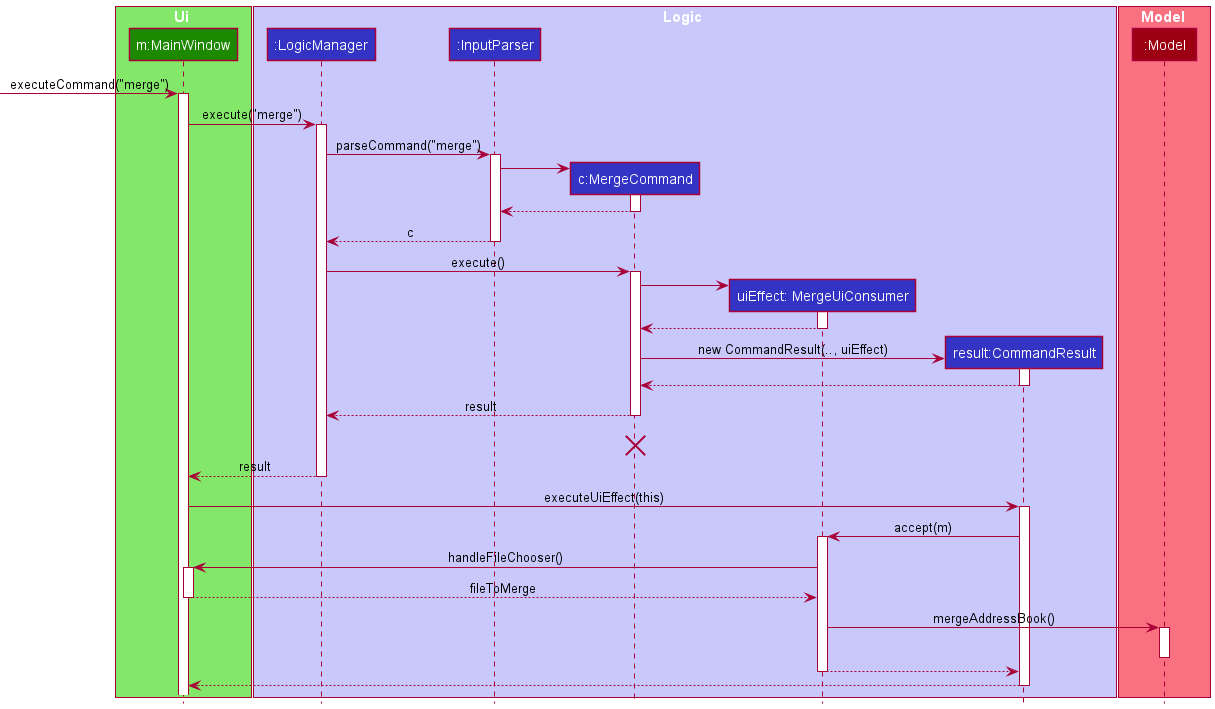 Ui
Logic
Model
m:MainWindow
:LogicManager
:InputParser
:Model
executeCommand("merge")
execute("merge")
parseCommand("merge")
c:MergeCommand
c
execute()
uiEffect: MergeUiConsumer
new CommandResult(.., uiEffect)
result:CommandResult
result
result
executeUiEffect(this)
accept(m)
handleFileChooser()
fileToMerge
mergeAddressBook()